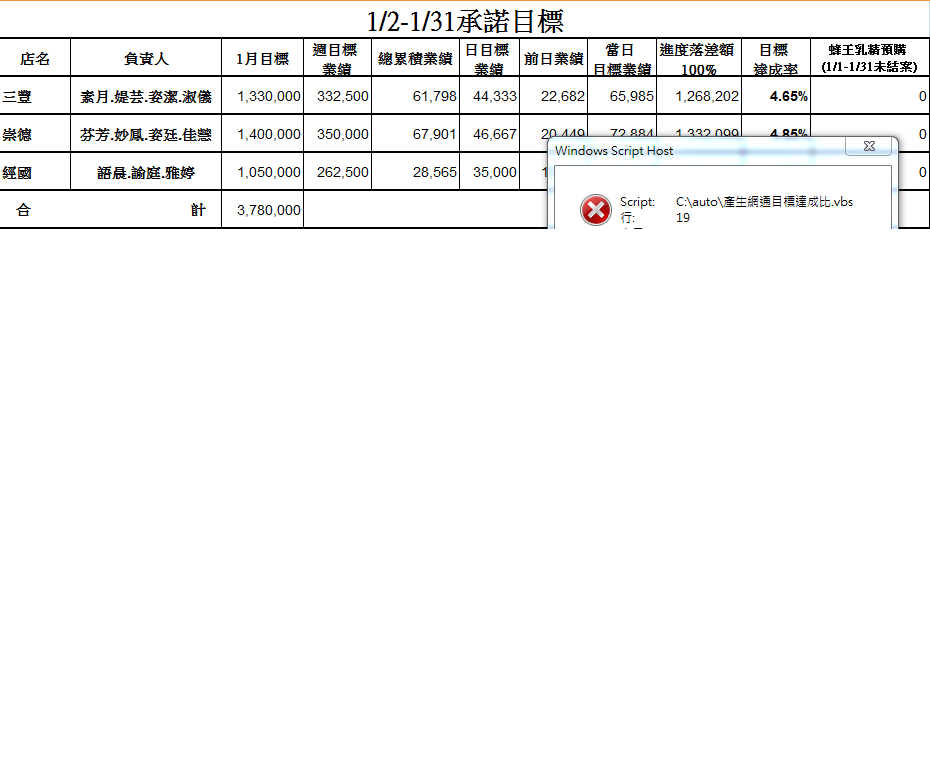 1/2-1/31承諾目標
店名 負責人 1月目標 週目標業績 總累積業績 日目標業績 前日業績 當日目標業績 進度落差額100% 目標達成率 蜂王乳精預購(1/1-1/31未結案)
三豐 素月.媞芸.姿潔.淑儀 1,330,000 332,500 61,798 44,333 22,682 65,985 1,268,202 4.65% 0
崇德 芬芳.妙鳳.姿廷.佳慧 1,400,000 350,000 67,901 46,667 20,449 72,884 1,332,099 4.85% 0
經國 語晨.諭庭.雅婷 1,050,000 262,500 28,565 35,000 0
合計 3,780,000
Windows Script Host
Script: C:\auto\產生網通目標達成比.vbs
行: 19